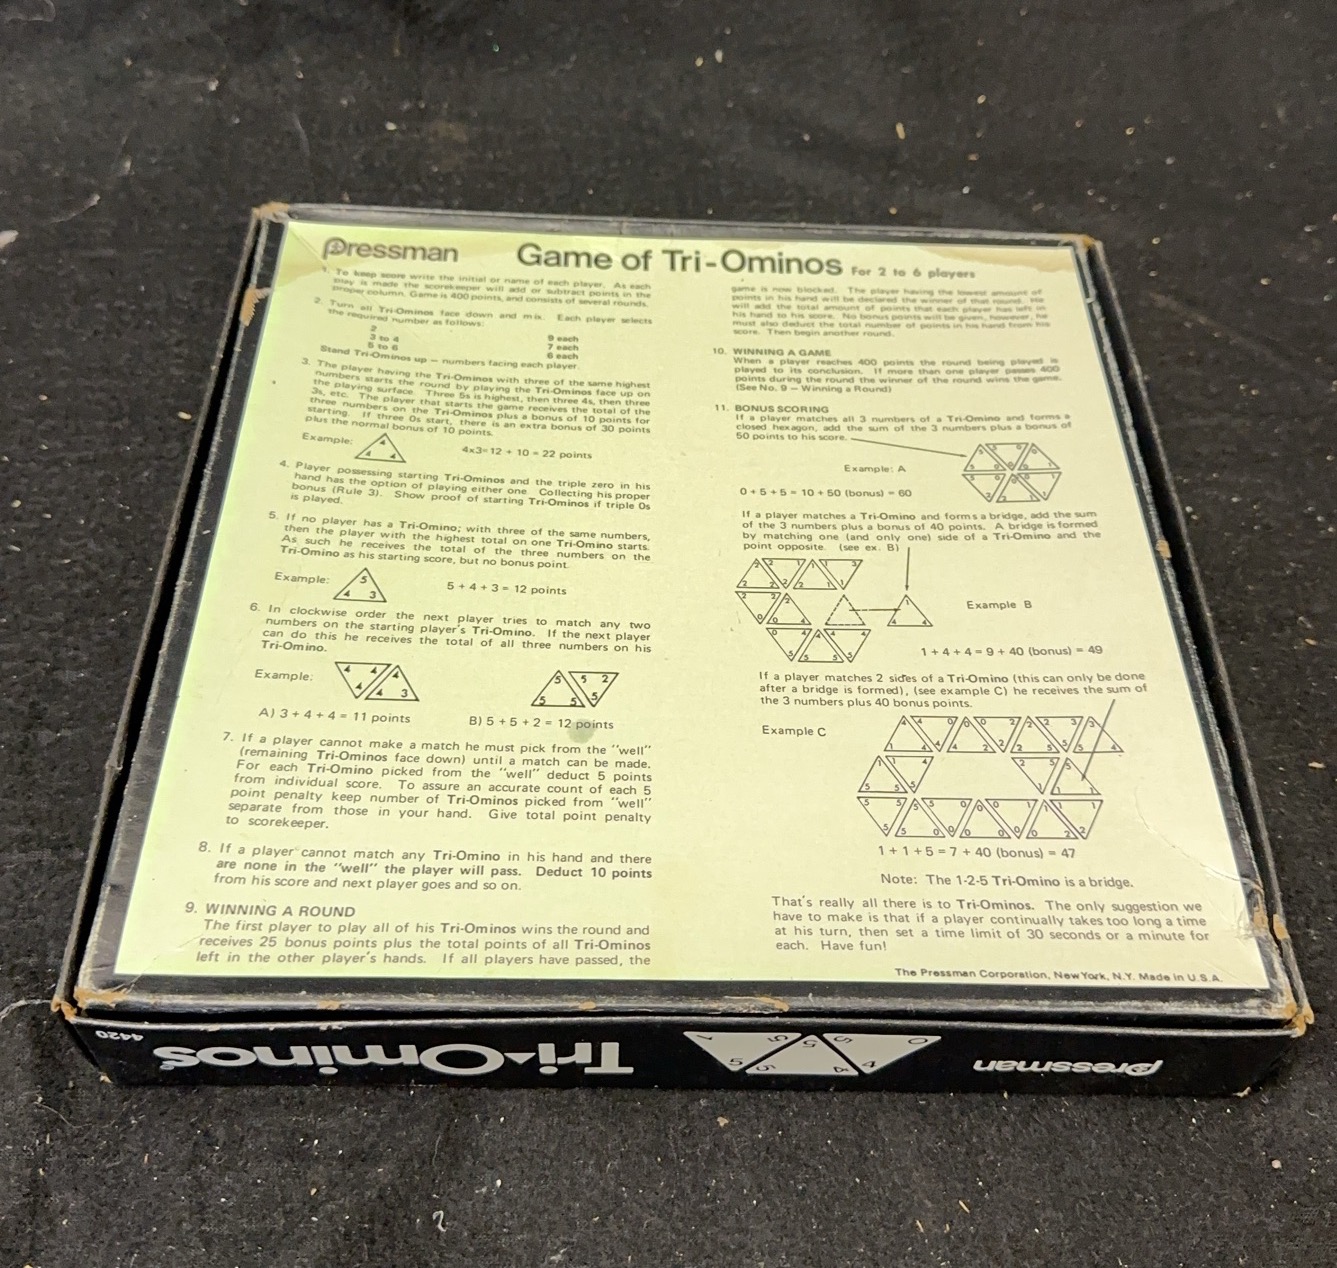 Pressman
Game of Tri-Ominos For 2 to 6 players
1. To keep score write the initial or name of each player. As each
play is made the scorekeeper will add or subtract points in the
proper column. Game is 400 points, and consists of several rounds.
2. Turn all Tri-Ominos face down and mix. Each player selects
the required number as follows:
2 9 each
3 to 4 7 each
5 to 6 6 each
Stand Tri-Ominos up — numbers facing each player.
3. The player having the Tri-Ominos with three of the same highest
numbers starts the round by playing the Tri-Ominos face up on
the playing surface. Three 5s is highest, then three 4s, then three
3s, etc. The player that starts the game receives the total of the
three numbers on the Tri-Ominos plus a bonus of 10 points for
starting. If three 0s start, there is an extra bonus of 30 points
plus the normal bonus of 10 points.
Example: 4 4 4 4x3=12 + 10 = 22 points
4. Player possessing starting Tri-Ominos and the triple zero in his
hand has the option of playing either one. Collecting his proper
bonus (Rule 3). Show proof of starting Tri-Ominos if triple 0s
is played.
5. If no player has a Tri-Omino; with three of the same numbers,
then the player with the highest total on one Tri-Omino starts.
As such he receives the total of the three numbers on the
Tri-Omino as his starting score, but no bonus point.
Example: 5 4 3 5 + 4 + 3 = 12 points
6. In clockwise order the next player tries to match any two
numbers on the starting player's Tri-Omino. If the next player
can do this he receives the total of all three numbers on his
Tri-Omino.
Example: 4 4 4 4 4 3 5 5 5 5 2 5
A) 3 + 4 + 4 = 11 points B) 5 + 5 + 2 = 12 points
7. If a player cannot make a match he must pick from the "well"
(remaining Tri-Ominos face down) until a match can be made.
For each Tri-Omino picked from the "well" deduct 5 points
from individual score. To assure an accurate count of each 5
point penalty keep number of Tri-Ominos picked from "well"
separate from those in your hand. Give total point penalty
to scorekeeper.
8. If a player cannot match any Tri-Omino in his hand and there
are none in the "well" the player will pass. Deduct 10 points
from his score and next player goes and so on.
9. WINNING A ROUND
The first player to play all of his Tri-Ominos wins the round and
receives 25 bonus points plus the total points of all Tri-Ominos
left in the other player's hands. If all players have passed, the
game is now blocked. The player having the lowest amount of
points in his hand will be declared the winner of that round. He
will add the total amount of points that each player has left in
his hand to his score. No bonus points will be given, however, he
must also deduct the total number of points in his hand from his
score. Then begin another round.
10. WINNING A GAME
When a player reaches 400 points the round being played is
played to its conclusion. If more than one player passes 400
points during the round the winner of the round wins the game.
(See No. 9 — Winning a Round)
11. BONUS SCORING
If a player matches all 3 numbers of a Tri-Omino and forms a
closed hexagon, add the sum of the 3 numbers plus a bonus of
50 points to his score.
Example: A
0 + 5 + 5 = 10 + 50 (bonus) = 60
If a player matches a Tri-Omino and forms a bridge, add the sum
of the 3 numbers plus a bonus of 40 points. A bridge is formed
by matching one (and only one) side of a Tri-Omino and the
point opposite. (see ex. B)
Example B
1 + 4 + 4 = 9 + 40 (bonus) = 49
If a player matches 2 sides of a Tri-Omino (this can only be done
after a bridge is formed), (see example C) he receives the sum of
the 3 numbers plus 40 bonus points.
Example C
1 + 1 + 5 = 7 + 40 (bonus) = 47
Note: The 1-2-5 Tri-Omino is a bridge.
That's really all there is to Tri-Ominos. The only suggestion we
have to make is that if a player continually takes too long a time
at his turn, then set a time limit of 30 seconds or a minute for
each. Have fun!
The Pressman Corporation, New York, N.Y. Made in U.S.A.
Pressman
0 4 5 4 5 5 5 5 1
Tri-Ominos
4420